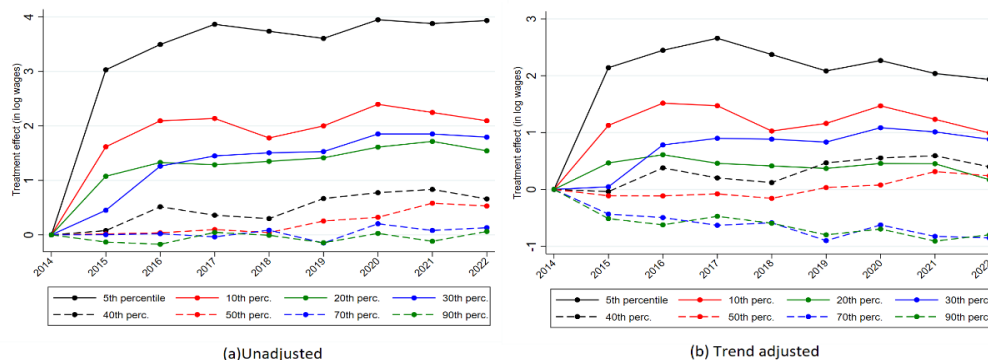 Treatment effect (in log wages)
4
3
2
1
0
2014 2015 2016 2017 2018 2019 2020 2021 2022
5th percentile 10th perc. 20th perc. 30th perc.
40th perc. 50th perc. 70th perc. 90th perc.
(a)Unadjusted
Treatment effect (in log wages)
3
2
1
0
-1
2014 2015 2016 2017 2018 2019 2020 2021
5th percentile 10th perc. 20th perc. 30th perc.
40th perc. 50th perc. 70th perc. 90th perc.
(b) Trend adjusted